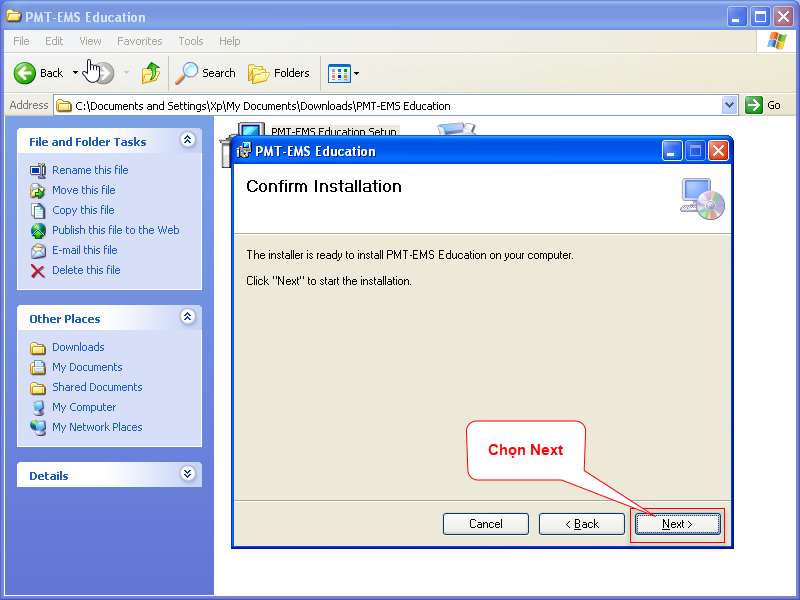 PMT-EMS Education
File Edit View Favorites Tools Help
Back Search Folders
Address C:\Documents and Settings\Xp\My Documents\Downloads\PMT-EMS Education Go
File and Folder Tasks
Rename this file
Move this file
Copy this file
Publish this file to the Web
E-mail this file
Delete this file
Other Places
Downloads
My Documents
Shared Documents
My Computer
My Network Places
Details
PMT-EMS Education Setup
PMT-EMS Education
Confirm Installation
The installer is ready to install PMT-EMS Education on your computer.
Click "Next" to start the installation.
Chọn Next
Cancel < Back Next >